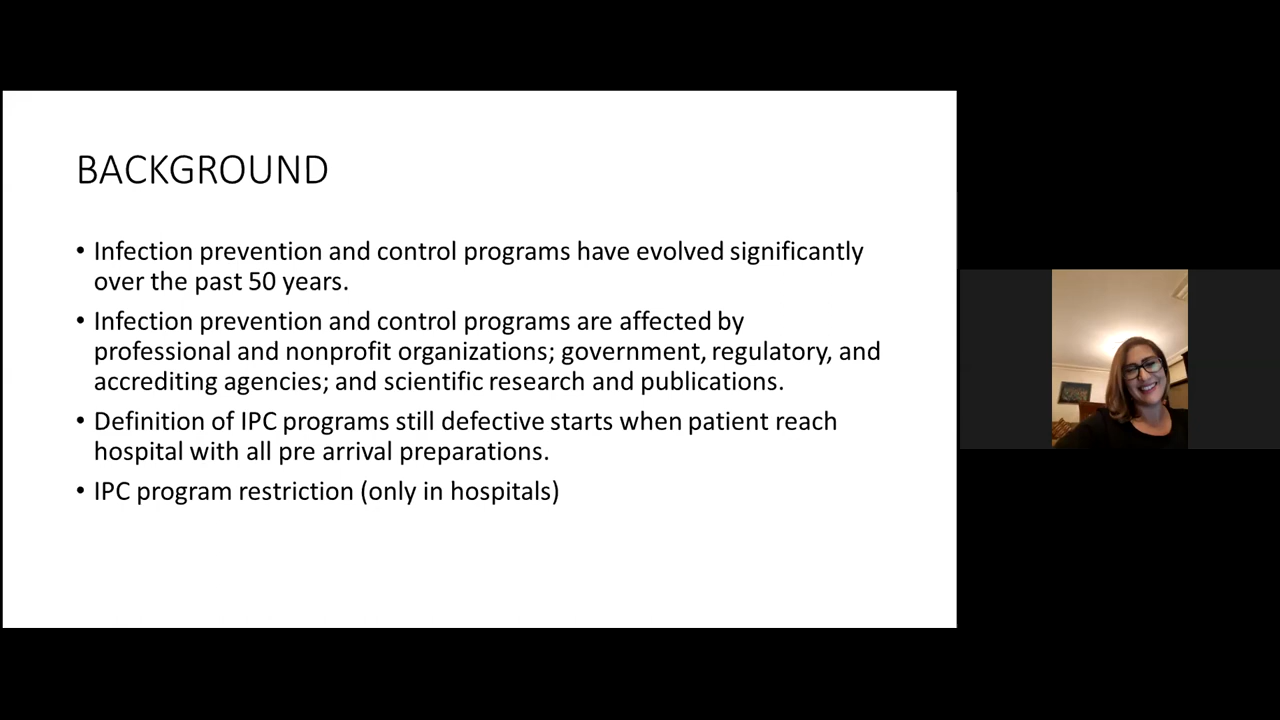 BACKGROUND
• Infection prevention and control programs have evolved significantly
over the past 50 years.
• Infection prevention and control programs are affected by
professional and nonprofit organizations; government, regulatory, and
accrediting agencies; and scientific research and publications.
• Definition of IPC programs still defective starts when patient reach
hospital with all pre arrival preparations.
• IPC program restriction (only in hospitals)